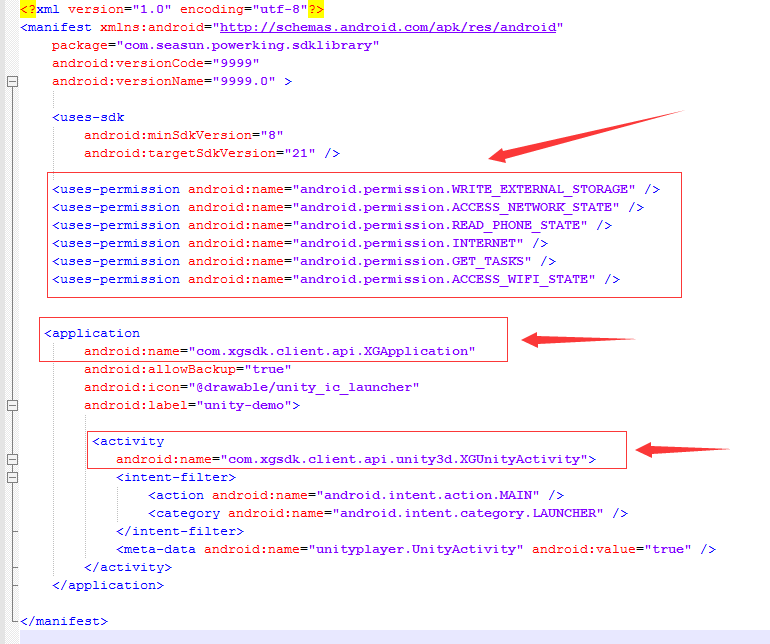 <?xml version="1.0" encoding="utf-8"?>
<manifest xmlns:android="http://schemas.android.com/apk/res/android"
package="com.seasun.powerking.sdklibrary"
android:versionCode="9999"
android:versionName="9999.0" >
<uses-sdk
android:minSdkVersion="8"
android:targetSdkVersion="21" />
<uses-permission android:name="android.permission.WRITE_EXTERNAL_STORAGE" />
<uses-permission android:name="android.permission.ACCESS_NETWORK_STATE" />
<uses-permission android:name="android.permission.READ_PHONE_STATE" />
<uses-permission android:name="android.permission.INTERNET" />
<uses-permission android:name="android.permission.GET_TASKS" />
<uses-permission android:name="android.permission.ACCESS_WIFI_STATE" />
<application
android:name="com.xgsdk.client.api.XGApplication"
android:allowBackup="true"
android:icon="@drawable/unity_ic_launcher"
android:label="unity-demo">
<activity
android:name="com.xgsdk.client.api.unity3d.XGUnityActivity">
<intent-filter>
<action android:name="android.intent.action.MAIN" />
<category android:name="android.intent.category.LAUNCHER" />
</intent-filter>
<meta-data android:name="unityplayer.UnityActivity" android:value="true" />
</activity>
</application>
</manifest>